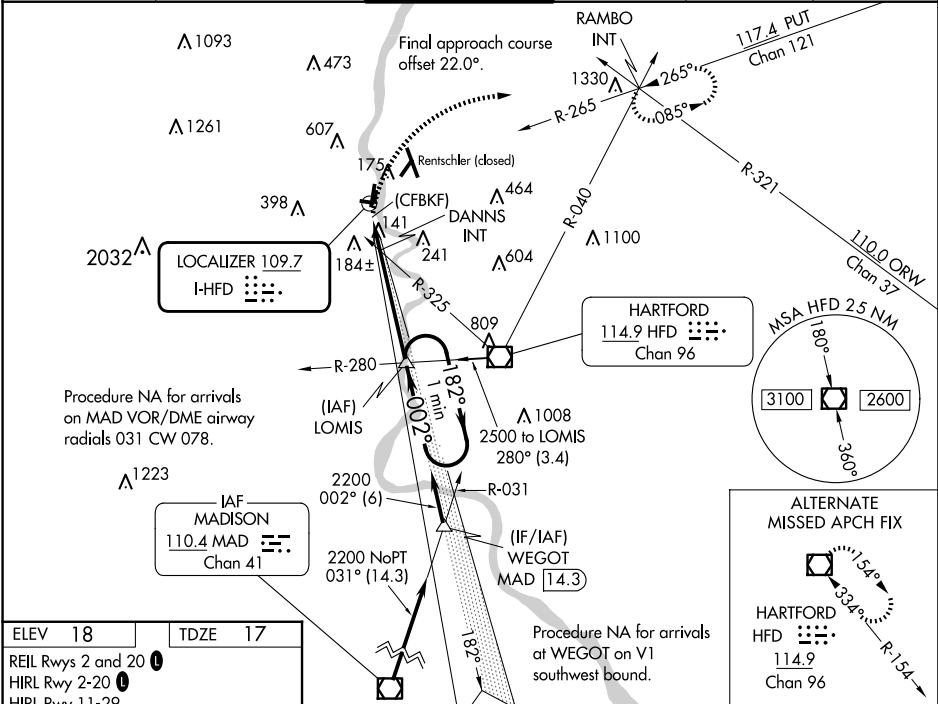 1093
473
Final approach course
offset 22.0°.
RAMBO
INT
117.4 PUT
Chan 121
1330
265°
085°
R-265
1261
607
175
Rentschler (closed)
R-321
398
(CFBKF)
464
R-040
141
DANNS
INT
2032
184±
241
604
1100
110.0 ORW
Chan 37
LOCALIZER 109.7
I-HFD
R-325
809
HARTFORD
114.9 HFD
Chan 96
MSA HFD 25 NM
180°
3100
2600
360°
R-280
182°
1 min
002°
(IAF)
LOMIS
Procedure NA for arrivals
on MAD VOR/DME airway
radials 031 CW 078.
1008
2500 to LOMIS
280° (3.4)
1223
2200
002° (6)
R-031
IAF
MADISON
110.4 MAD
Chan 41
(IF/IAF)
WEGOT
MAD 14.3
2200 NoPT
031° (14.3)
ALTERNATE
MISSED APCH FIX
154°
334°
HARTFORD
HFD
114.9
Chan 96
R-154
182°
Procedure NA for arrivals
at WEGOT on V1
southwest bound.
ELEV 18 TDZE 17
REIL Rwys 2 and 20 L
HIRL Rwy 2-20 L
HIRL Rwy 11-29